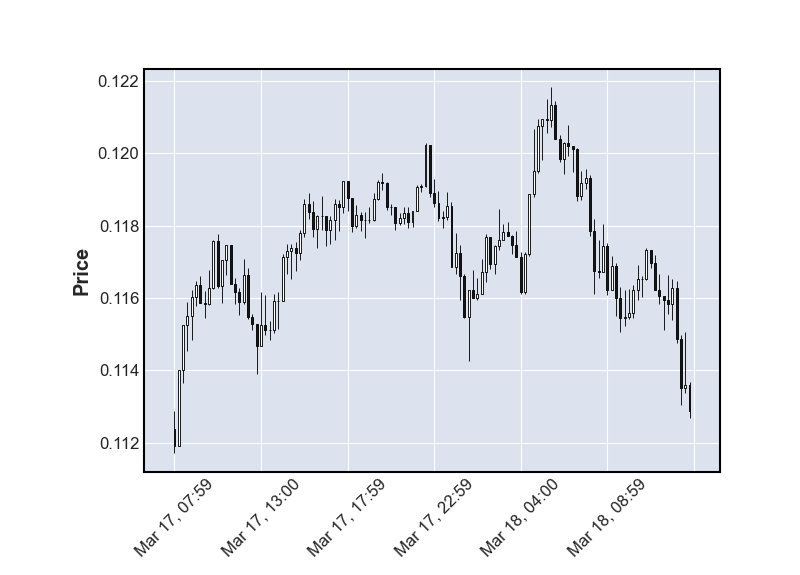 0.122
0.120
0.118
0.116
0.114
0.112
Price
Mar 17, 07:59
Mar 17, 13:00
Mar 17, 17:59
Mar 17, 22:59
Mar 18, 04:00
Mar 18, 08:59